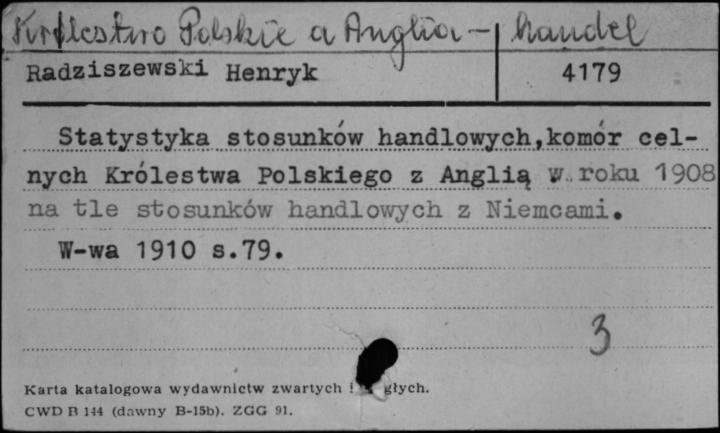 Królestwo Polskie a Anglia – handel
Radziszewski Henryk 4179
Statystyka stosunków handlowych,komór cel-
nych Królestwa Polskiego z Anglią w roku 1908
na tle stosunków handlowych z Niemcami.
W-wa 1910 s.79.
3
Karta katalogowa wydawnictw zwartych i głych.
CWD B 144 (dawny B-15b). ZGG 91.